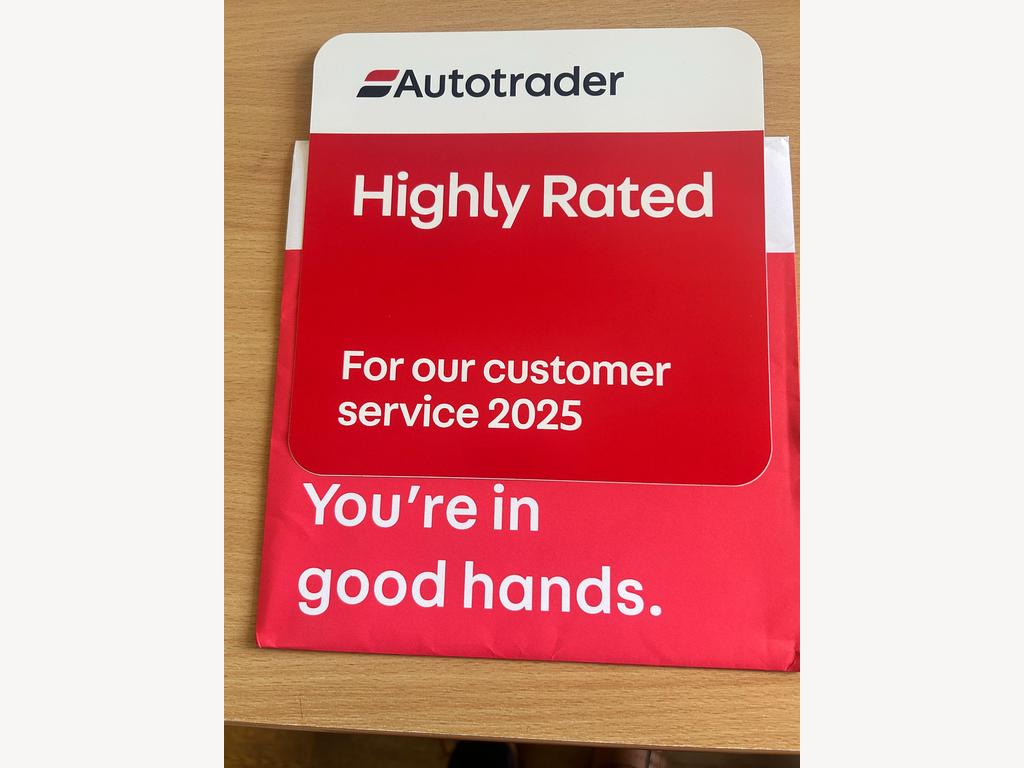 Autotrader
Highly Rated
For our customer
service 2025
You're in
good hands.